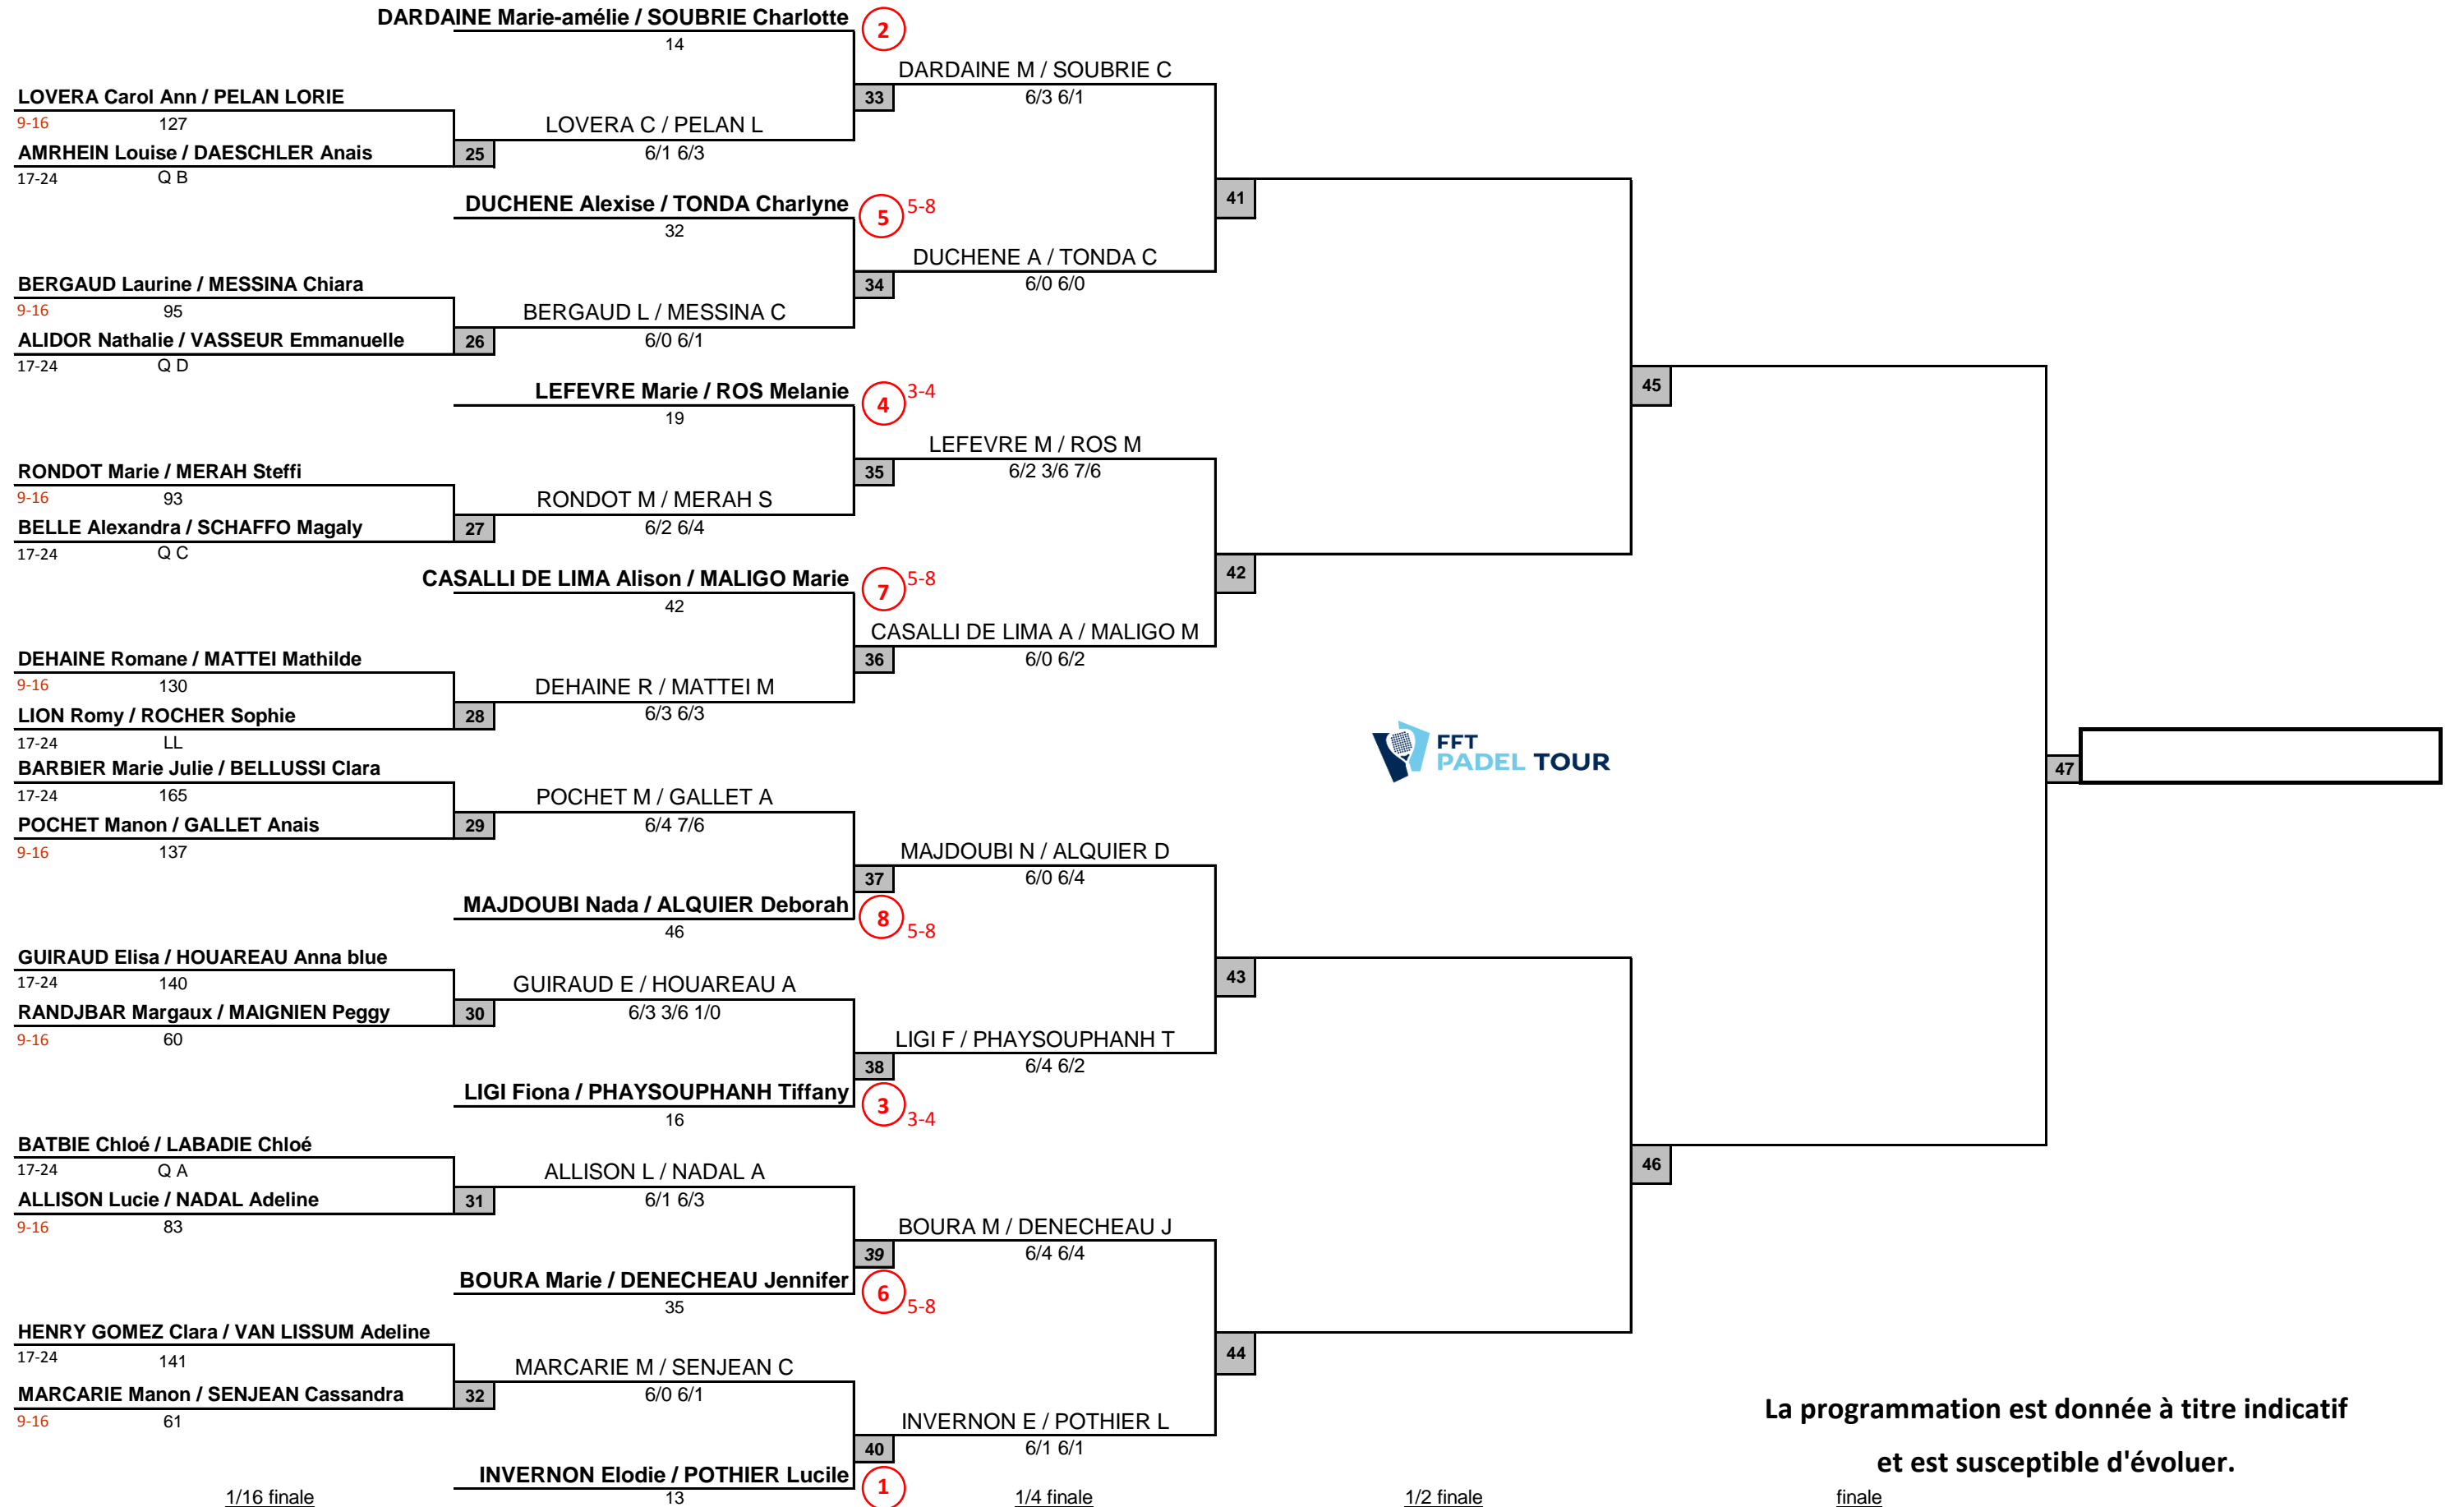 DARDAINE Marie-amélie / SOUBRIE Charlotte
2
14
DARDAINE M / SOUBRIE C
LOVERA Carol Ann / PELAN LORIE
33
6/3 6/1
9-16
127
LOVERA C / PELAN L
AMRHEIN Louise / DAESCHLER Anais
25
6/1 6/3
17-24
Q B
DUCHENE Alexise / TONDA Charlyne
5
5-8
41
32
DUCHENE A / TONDA C
BERGAUD Laurine / MESSINA Chiara
34
6/0 6/0
9-16
95
BERGAUD L / MESSINA C
ALIDOR Nathalie / VASSEUR Emmanuelle
26
6/0 6/1
17-24
Q D
LEFEVRE Marie / ROS Melanie
4
3-4
45
19
LEFEVRE M / ROS M
RONDOT Marie / MERAH Steffi
35
6/2 3/6 7/6
9-16
93
RONDOT M / MERAH S
BELLE Alexandra / SCHAFFO Magaly
27
6/2 6/4
17-24
Q C
CASALLI DE LIMA Alison / MALIGO Marie
7
5-8
42
42
CASALLI DE LIMA A / MALIGO M
DEHAINE Romane / MATTEI Mathilde
36
6/0 6/2
9-16
130
DEHAINE R / MATTEI M
LION Romy / ROCHER Sophie
28
6/3 6/3
17-24
LL
FFT
PADEL TOUR
BARBIER Marie Julie / BELLUSSI Clara
47
17-24
165
POCHET M / GALLET A
POCHET Manon / GALLET Anais
29
6/4 7/6
9-16
137
MAJDOUBI N / ALQUIER D
37
6/0 6/4
MAJDOUBI Nada / ALQUIER Deborah
8
5-8
46
GUIRAUD Elisa / HOUAREAU Anna blue
17-24
140
GUIRAUD E / HOUAREAU A
43
RANDJBAR Margaux / MAIGNIEN Peggy
30
6/3 3/6 1/0
9-16
60
LIGI F / PHAYSOUPHANH T
38
6/4 6/2
LIGI Fiona / PHAYSOUPHANH Tiffany
3
3-4
16
BATBIE Chloé / LABADIE Chloé
17-24
Q A
ALLISON L / NADAL A
46
ALLISON Lucie / NADAL Adeline
31
6/1 6/3
9-16
83
BOURA M / DENECHEAU J
39
6/4 6/4
BOURA Marie / DENECHEAU Jennifer
6
5-8
35
HENRY GOMEZ Clara / VAN LISSUM Adeline
17-24
141
MARCARIE M / SENJEAN C
44
MARCARIE Manon / SENJEAN Cassandra
32
6/0 6/1
9-16
61
INVERNON E / POTHIER L
40
6/1 6/1
INVERNON Elodie / POTHIER Lucile
1
13
La programmation est donnée à titre indicatif
et est susceptible d'évoluer.
1/16 finale
1/4 finale
1/2 finale
finale